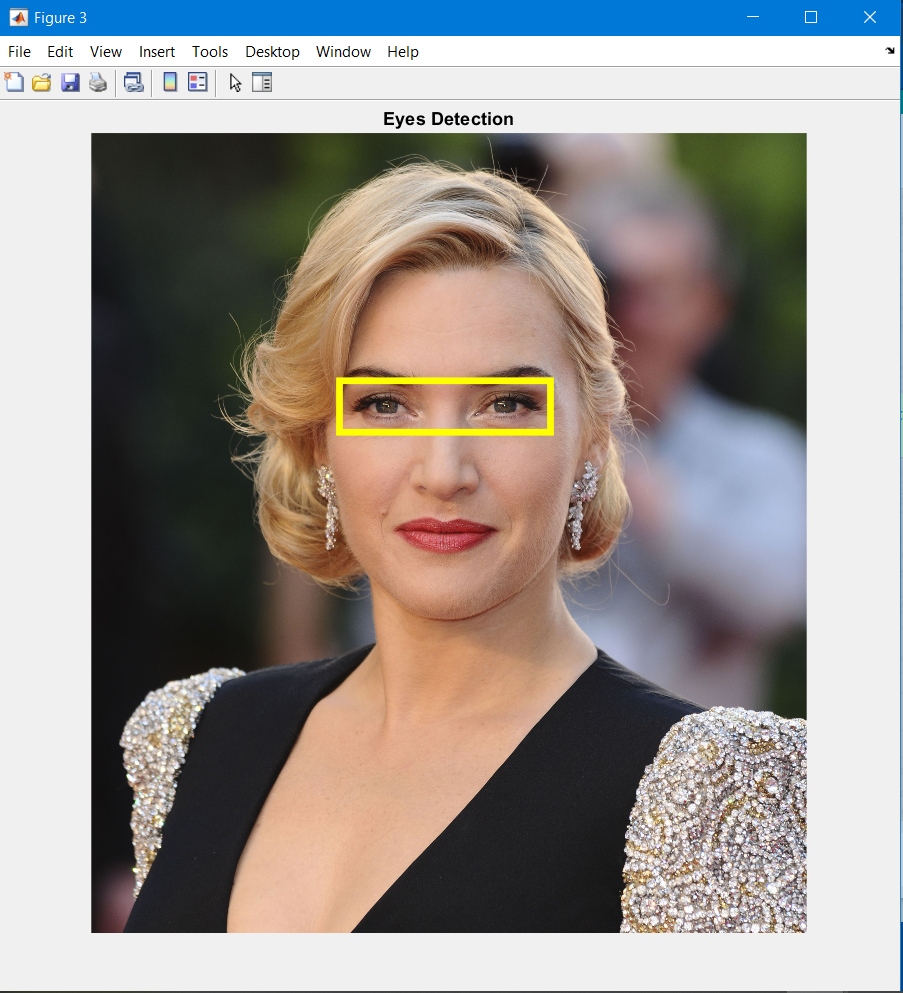 Figure 3
File Edit View Insert Tools Desktop Window Help
Eyes Detection